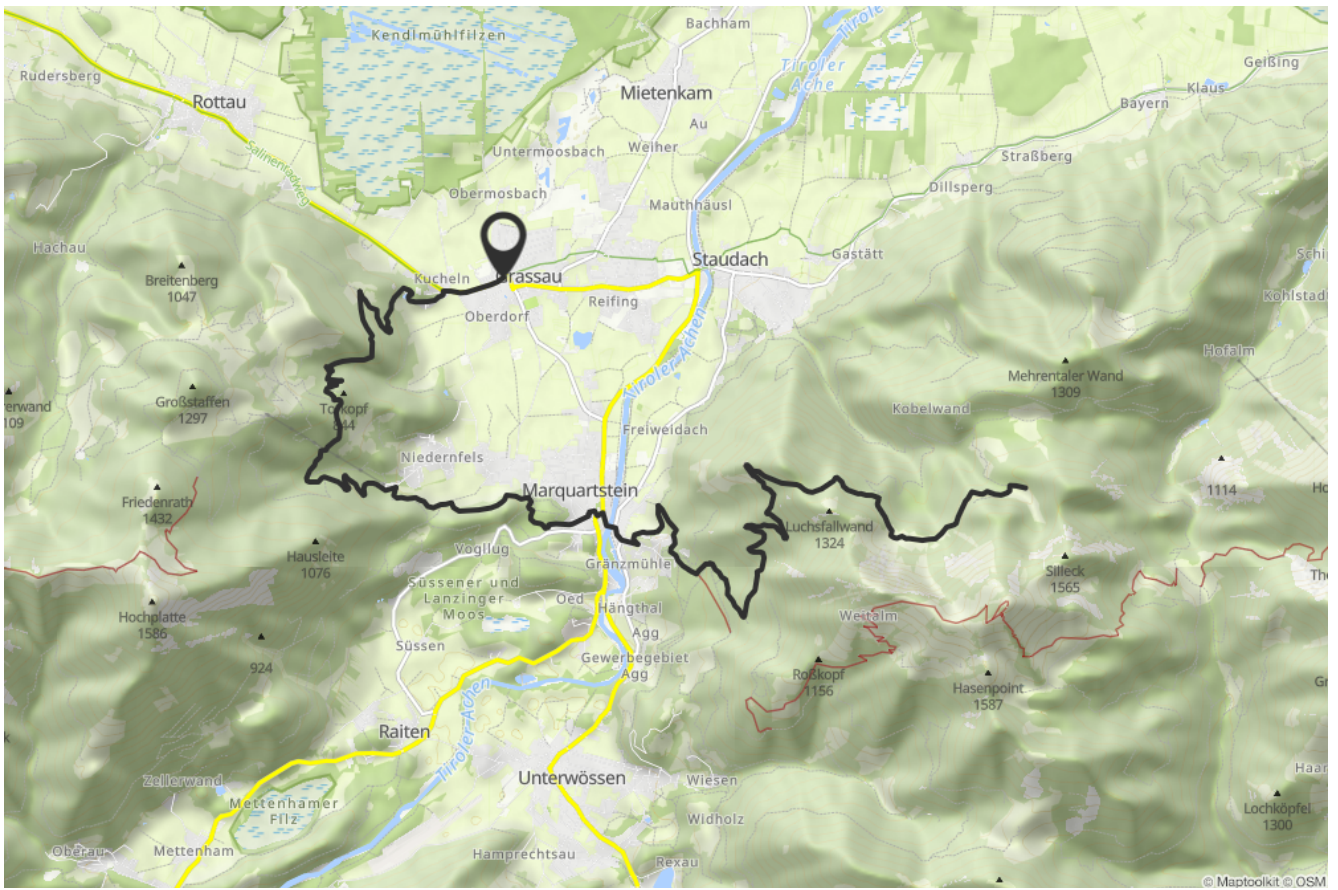 Bachham
Kendlmühlfilzen
Tiroler
Tiroler
Ache
Geißing
Rudersberg
Rottau
Mietenkam
Klaus
Bayern
Au
Salinenradweg
Untermoosbach
Weiher
Straßberg
Obermosbach
Dillsperg
Mauthhäusl
Hachau
Breitenberg
1047
Kucheln
Grassau
Staudach
Gastätt
Oberdorf
Reifing
Hofalm
Tiroler Achen
Mehrentaler Wand
1309
Großstaffen
1297
Kobelwand
Freiweidach
Niedernfels
Marquartstein
Friedenrath
1432
1114
Luchsfallwand
1324
Hausleite
1076
Vogllug
Gränzmühle
Silleck
1565
Süssener und
Lanzinger
Moos
Oed
Hängthal
Hochplatte
1586
Agg
Süssen
924
Gewerbegebiet
Agg
Roßkopf
1156
Hasenpoint
1587
Tiroler Achen
Raiten
Zellerwand
Unterwössen
Wiesen
Mettenhamer
Filz
Widholz
Lochköpfel
1300
Oberau
Mettenham
Hamprechtsau
Rexau
© Maptoolkit © OSM